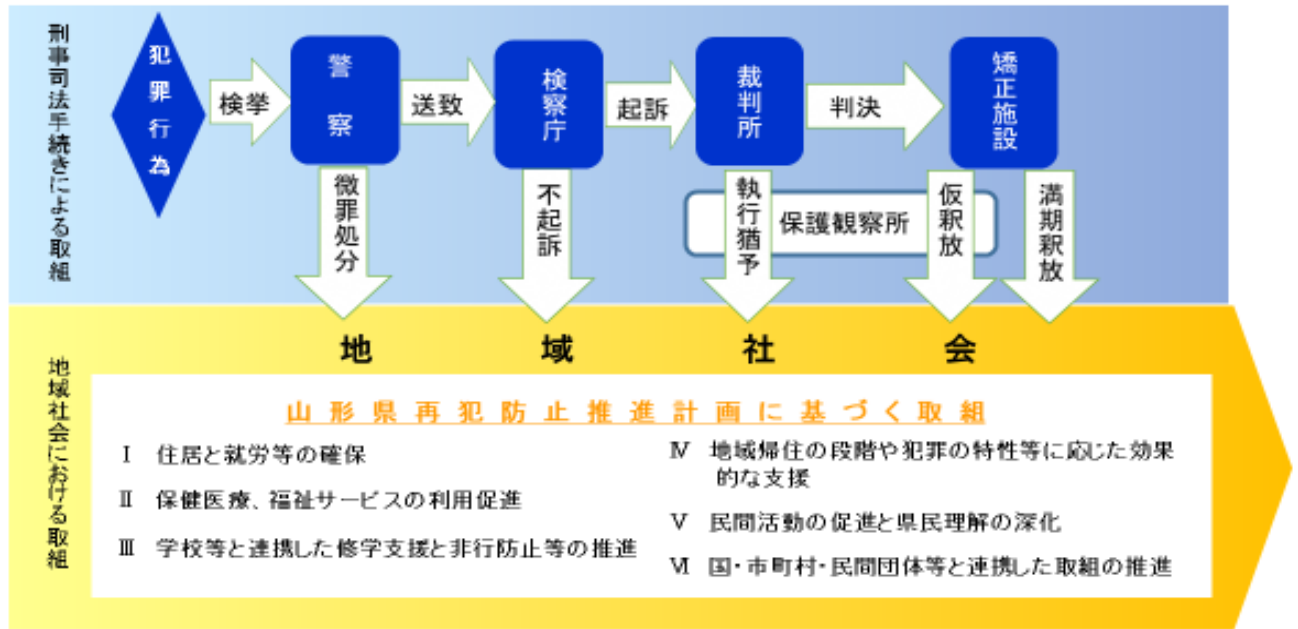 刑事司法手続きによる取組
犯罪行為
検挙
警察
送致
検察庁
起訴
裁判所
判決
矯正施設
微罪処分
不起訴
執行猶予
保護観察所
仮釈放
満期釈放
地域社会
地域社会における取組
山形県再犯防止推進計画に基づく取組
Ⅰ 住居と就労等の確保
Ⅱ 保健医療、福祉サービスの利用促進
Ⅲ 学校等と連携した修学支援と非行防止等の推進
Ⅳ 地域帰住の段階や犯罪の特性等に応じた効果
的な支援
Ⅴ 民間活動の促進と県民理解の深化
Ⅵ 国・市町村・民間団体等と連携した取組の推進